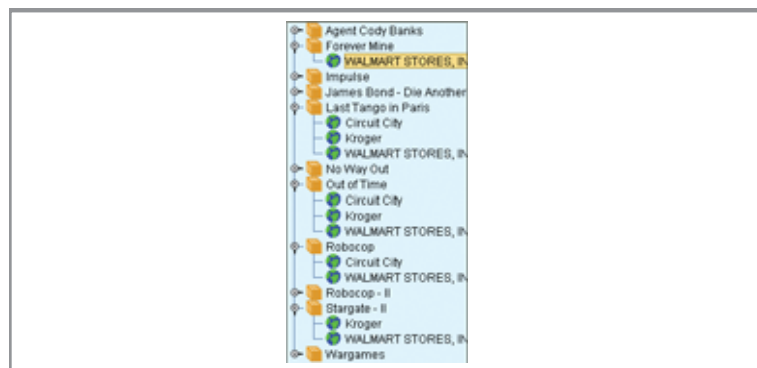 Agent Cody Banks
Forever Mine
WALMART STORES, IN
Impulse
James Bond - Die Another
Last Tango in Paris
Circuit City
Kroger
WALMART STORES, IN
No Way Out
Out of Time
Circuit City
Kroger
WALMART STORES, IN
Robocop
Circuit City
WALMART STORES, IN
Robocop - II
Stargate - II
Kroger
WALMART STORES, IN
Wargames